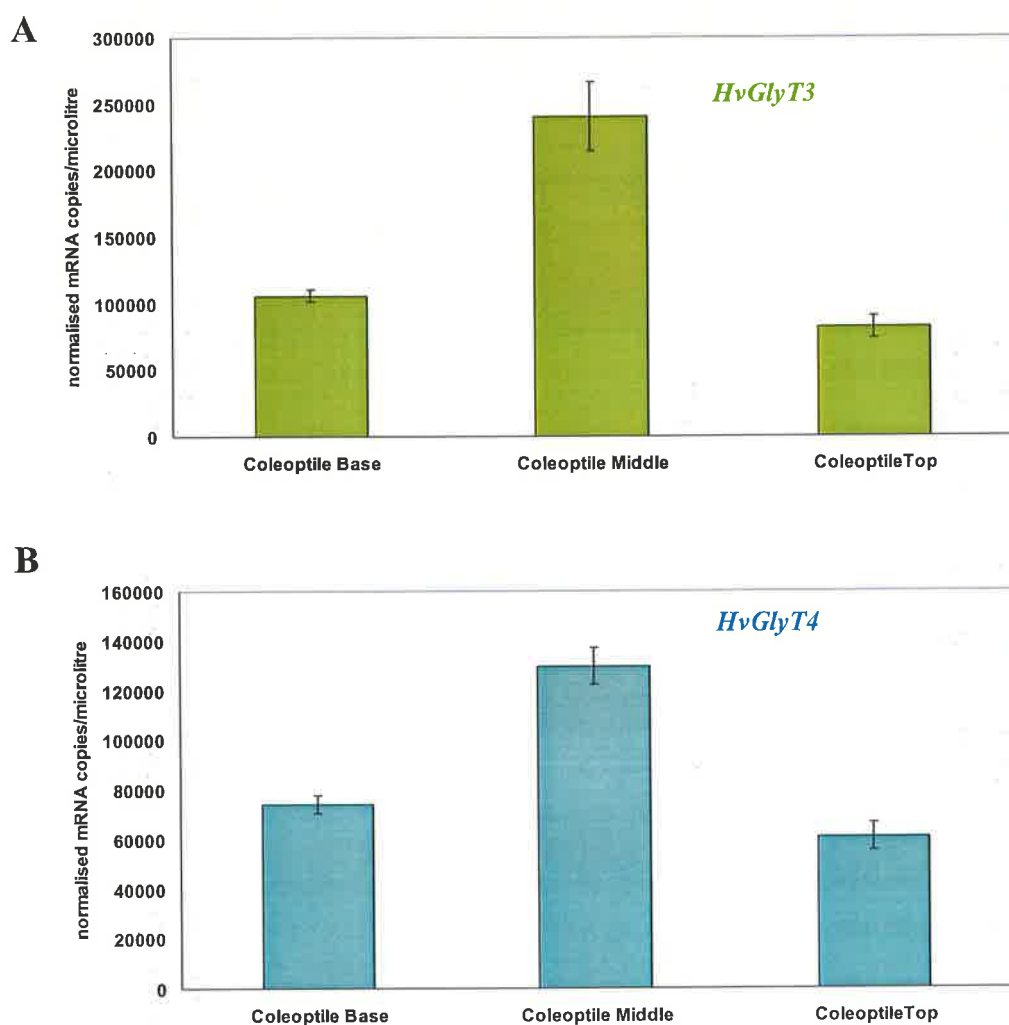 A
300000
HvGlyT3
250000
200000
150000
100000
50000
0
normalised mRNA copies/microlitre
Coleoptile Base
Coleoptile Middle
ColeoptileTop
B
160000
HvGlyT4
140000
120000
100000
80000
60000
40000
20000
0
normalised mRNA copies/microlitre
Coleoptile Base
Coleoptile Middle
ColeoptileTop